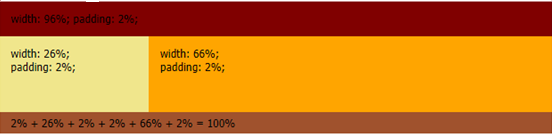 width: 96%; padding: 2%;
width: 26%;
padding: 2%;
width: 66%;
padding: 2%;
2% + 26% + 2% + 2% + 66% + 2% = 100%